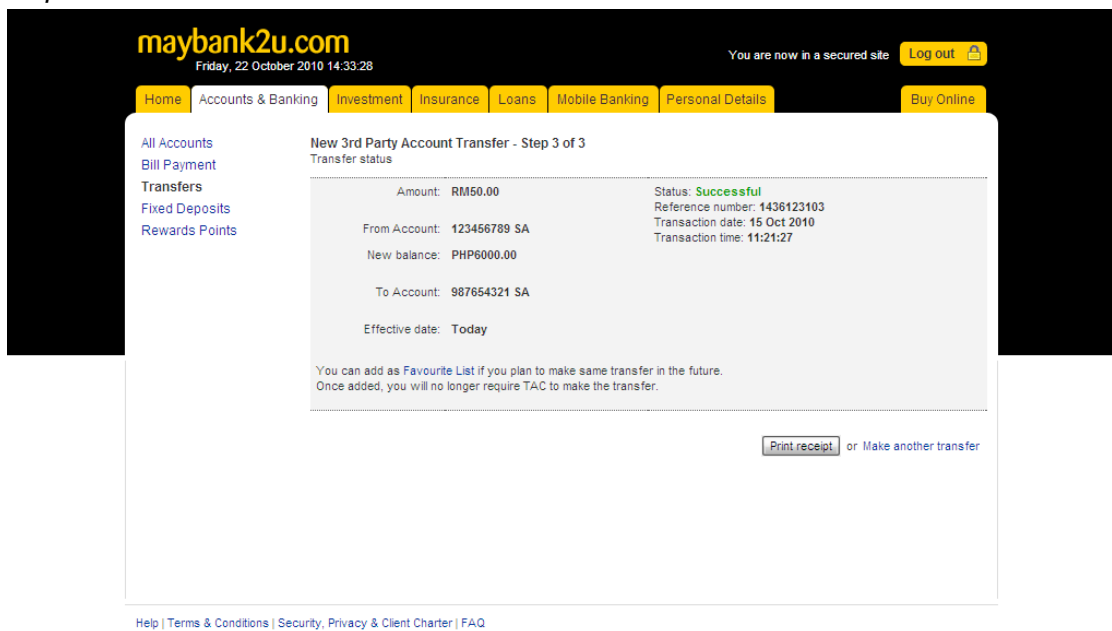 maybank2u.com
Friday, 22 October 2010 14:33:28
You are now in a secured site Log out
Home Accounts & Banking Investment Insurance Loans Mobile Banking Personal Details Buy Online
All Accounts
Bill Payment
Transfers
Fixed Deposits
Rewards Points
New 3rd Party Account Transfer - Step 3 of 3
Transfer status
Amount: RM50.00
From Account: 123456789 SA
New balance: PHP6000.00
To Account: 987654321 SA
Effective date: Today
Status: Successful
Reference number: 1436123103
Transaction date: 15 Oct 2010
Transaction time: 11:21:27
You can add as Favourite List if you plan to make same transfer in the future.
Once added, you will no longer require TAC to make the transfer.
Print receipt or Make another transfer
Help | Terms & Conditions | Security, Privacy & Client Charter | FAQ